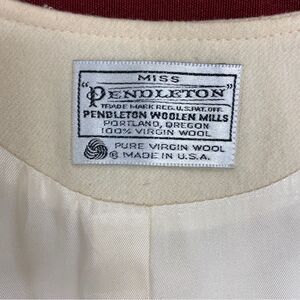 MISS
"PENDLETON"
TRADE MARK REG. U.S. PAT. OFF.
PENDLETON WOOLEN MILLS
PORTLAND, OREGON
100% VIRGIN WOOL
PURE VIRGIN WOOL
® MADE IN U.S.A.